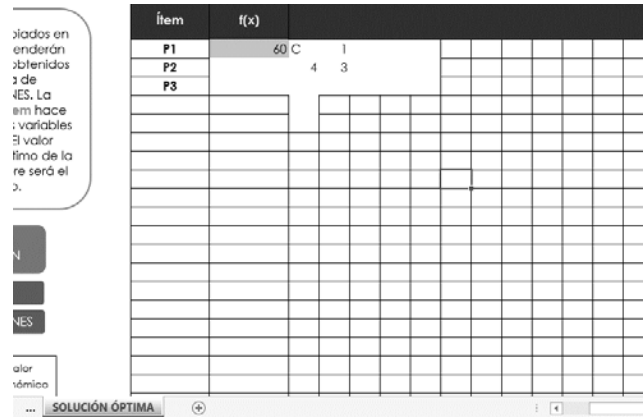 Ítem f(x)
P1 60 C 1
P2 4 3
P3
piados en
enderán
obtenidos
a de
NES. La
em hace
s variables
El valor
timo de la
re será el
o.
N
NES
alor
nómico
... SOLUCIÓN ÓPTIMA